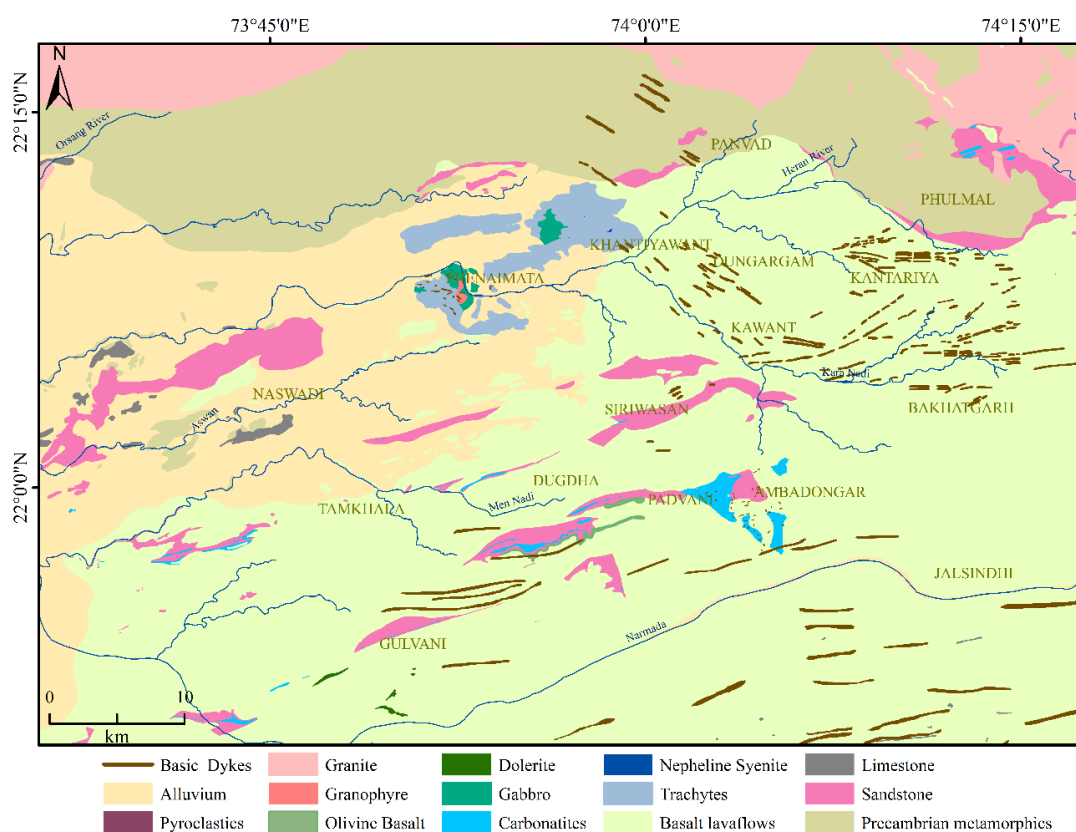 73°45'0"E 74°0'0"E 74°15'0"E
N
22°15'0"N
Orsang River
PANVAD
Heran River
PHULMAL
KHANTIYAWANT
DUNGARGAM
KANTARIYA
PHENAIMATA
KAWANT
Kara Nadi
NASWADI
BAKHATGARH
SIRIWASAN
Aswan
22°0'0"N
DUGDHA
TAMKHALA
Men Nadi
PADVANI
AMBADONGAR
JALSINDHI
Narmada
GULVANI
0 10
km
Basic Dykes Granite Dolerite Nepheline Syenite Limestone
Alluvium Granophyre Gabbro Trachytes Sandstone
Pyroclastics Olivine Basalt Carbonatites Basalt lavaflows Precambrian metamorphics